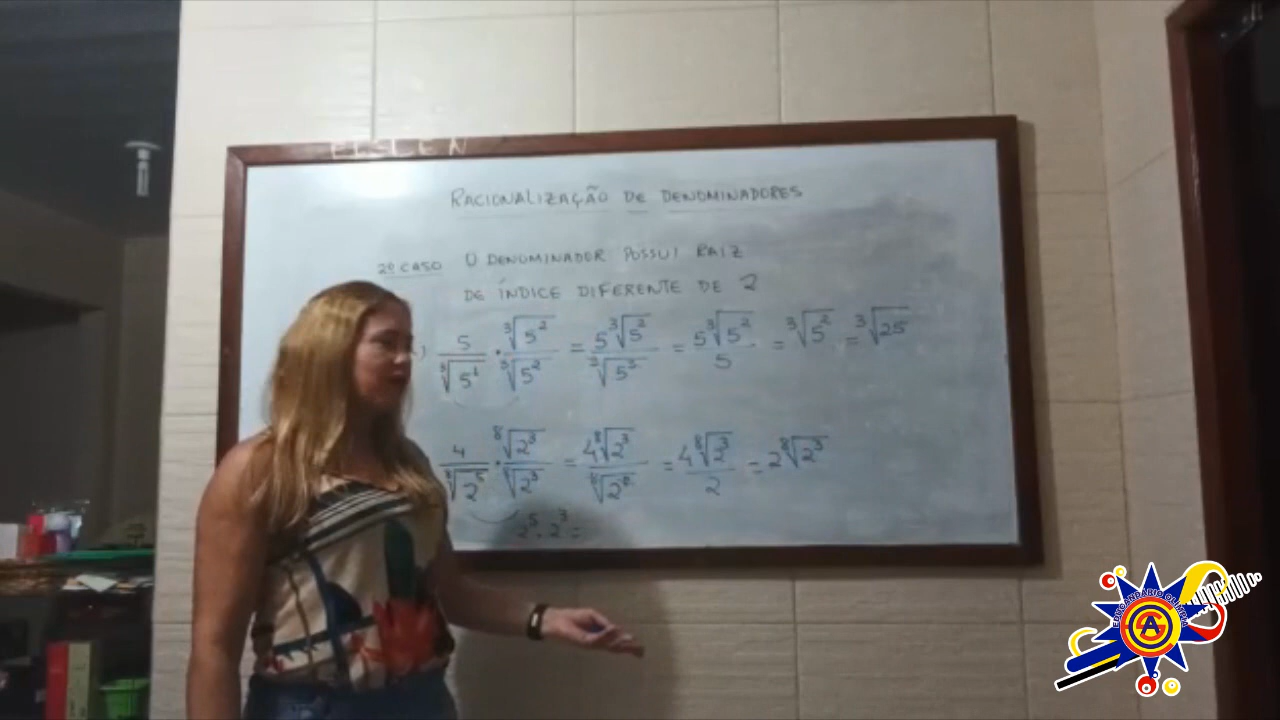 RACIONALIZAÇÃO DE DENOMINADORES
2º CASO O DENOMINADOR POSSUI RAIZ
DE ÍNDICE DIFERENTE DE 2
) 5/∛5¹ · ∛5²/∛5² = 5∛5²/∛5³ = 5∛5²/5 = ∛5² = ∛25
4/⁸√2⁵ · ⁸√2³/⁸√2³ = 4⁸√2³/⁸√2⁸ = 4⁸√2³/2 = 2⁸√2³
2⁵·2³=
EDUCANDÁRIO OLIMPIA